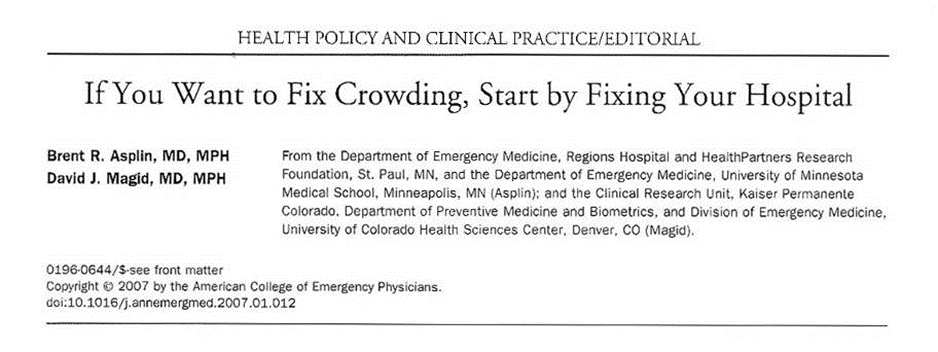 HEALTH POLICY AND CLINICAL PRACTICE/EDITORIAL
If You Want to Fix Crowding, Start by Fixing Your Hospital
Brent R. Asplin, MD, MPH
David J. Magid, MD, MPH
From the Department of Emergency Medicine, Regions Hospital and HealthPartners Research
Foundation, St. Paul, MN, and the Department of Emergency Medicine, University of Minnesota
Medical School, Minneapolis, MN (Asplin); and the Clinical Research Unit, Kaiser Permanente
Colorado, Department of Preventive Medicine and Biometrics, and Division of Emergency Medicine,
University of Colorado Health Sciences Center, Denver, CO (Magid).
0196-0644/$-see front matter
Copyright © 2007 by the American College of Emergency Physicians.
doi:10.1016/j.annemergmed.2007.01.012